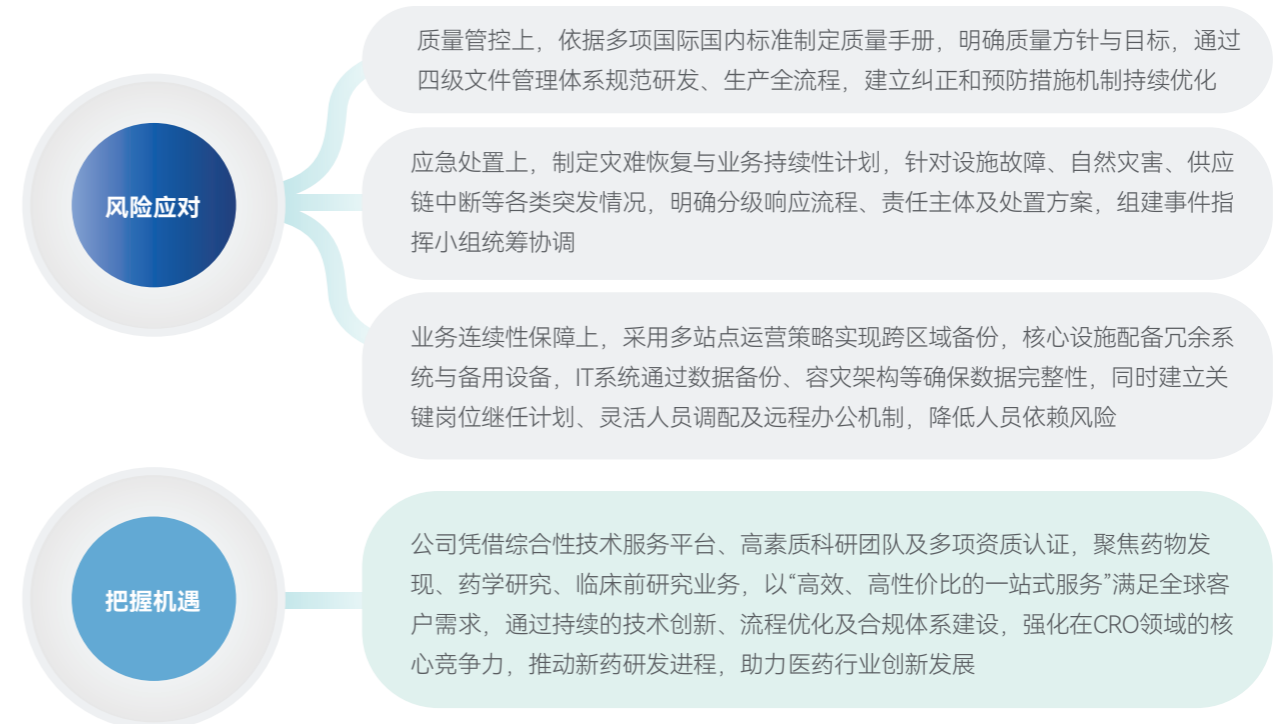 风险应对
质量管控上，依据多项国际国内标准制定质量手册，明确质量方针与目标，通过
四级文件管理体系规范研发、生产全流程，建立纠正和预防措施机制持续优化
应急处置上，制定灾难恢复与业务持续性计划，针对设施故障、自然灾害、供应
链中断等各类突发情况，明确分级响应流程、责任主体及处置方案，组建事件指
挥小组统筹协调
业务连续性保障上，采用多站点运营策略实现跨区域备份，核心设施配备冗余系
统与备用设备，IT系统通过数据备份、容灾架构等确保数据完整性，同时建立关
键岗位继任计划、灵活人员调配及远程办公机制，降低人员依赖风险
把握机遇
公司凭借综合性技术服务平台、高素质科研团队及多项资质认证，聚焦药物发
现、药学研究、临床前研究业务，以“高效、高性价比的一站式服务”满足全球客
户需求，通过持续的技术创新、流程优化及合规体系建设，强化在CRO领域的核
心竞争力，推动新药研发进程，助力医药行业创新发展